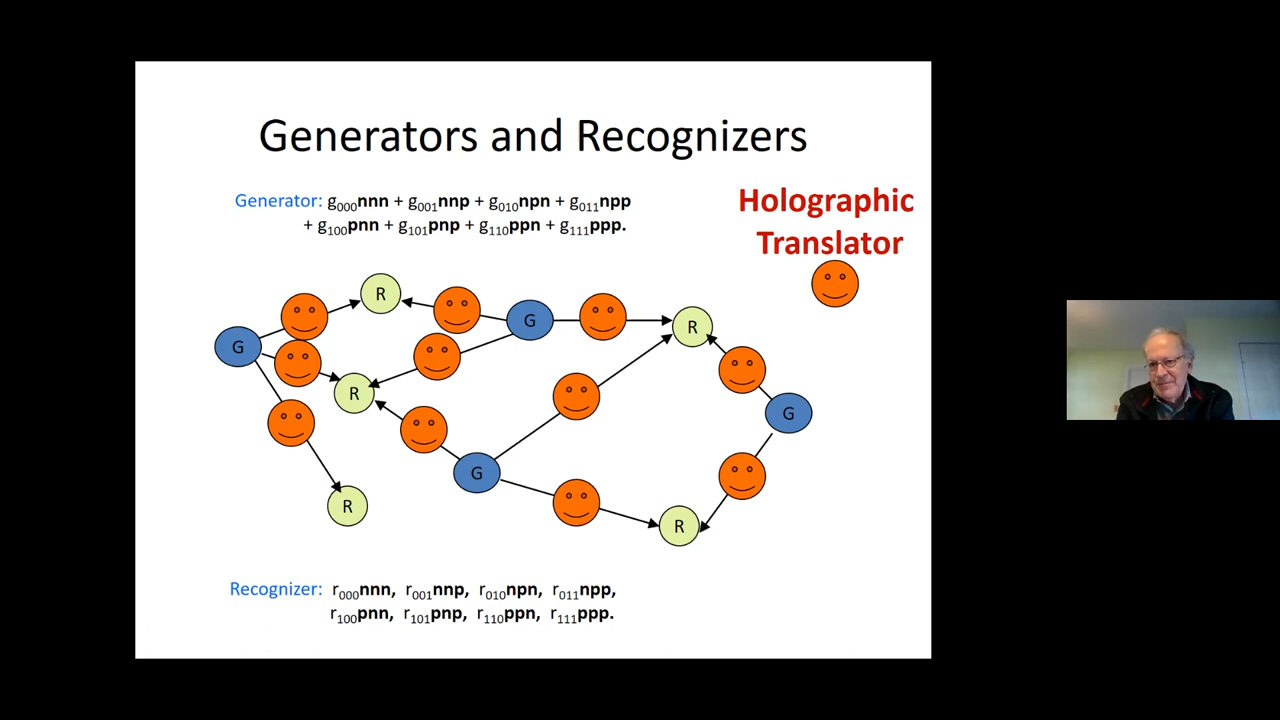 Generators and Recognizers
Generator: g000nnn + g001nnp + g010npn + g011npp
+ g100pnn + g101pnp + g110ppn + g111ppp.
Holographic
Translator
R
G
R
G
R
G
R
G
R
R
Recognizer: r000nnn, r001nnp, r010npn, r011npp,
r100pnn, r101pnp, r110ppn, r111ppp.